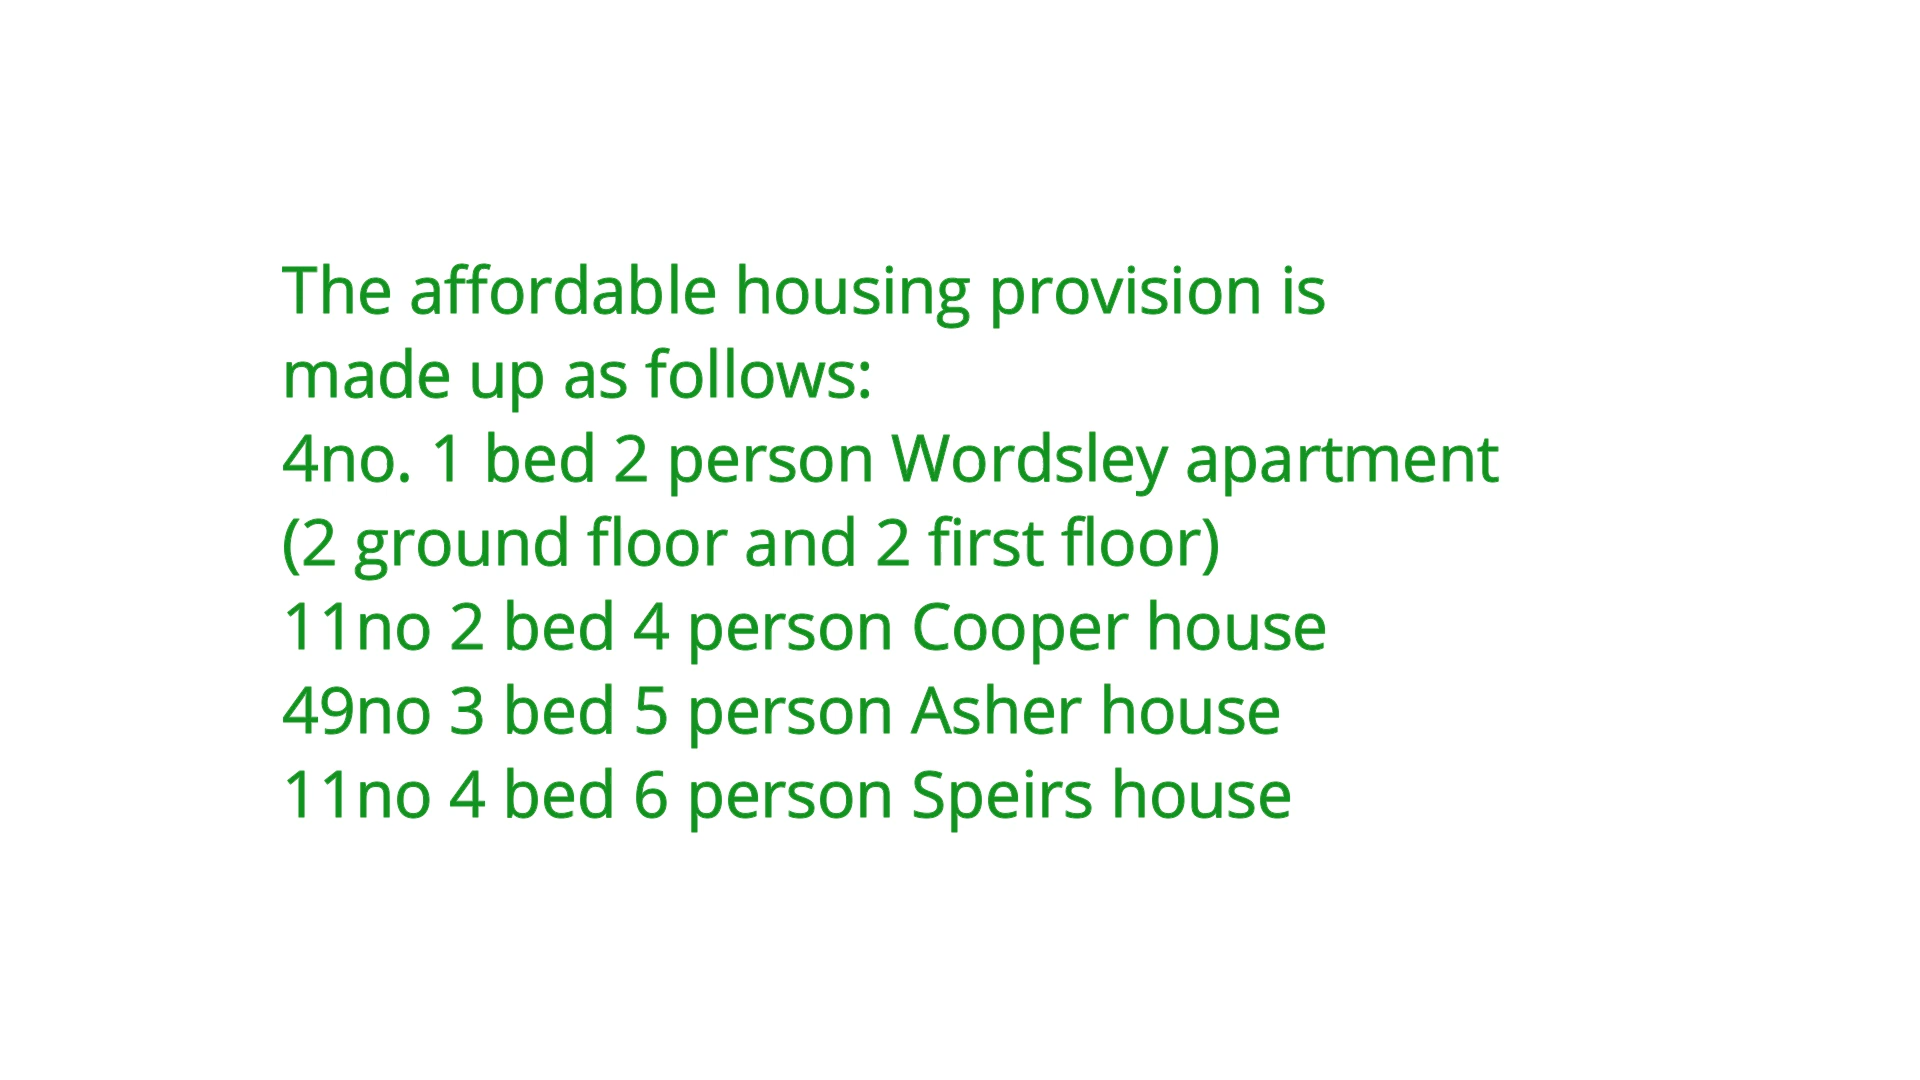 The affordable housing provision is
made up as follows:
4no. 1 bed 2 person Wordsley apartment
(2 ground floor and 2 first floor)
11no 2 bed 4 person Cooper house
49no 3 bed 5 person Asher house
11no 4 bed 6 person Speirs house